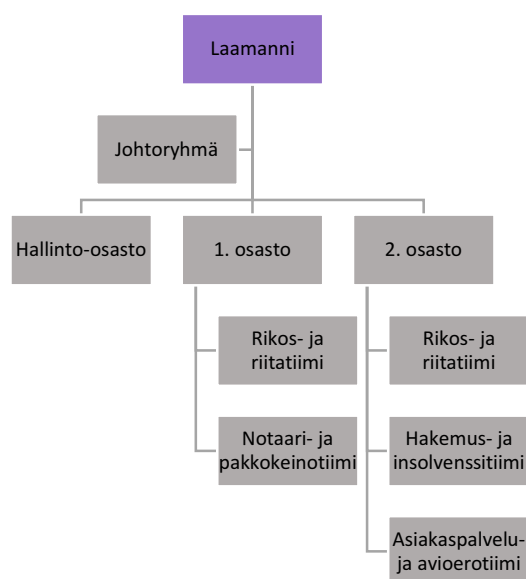 Laamanni
Johtoryhmä
Hallinto-osasto
1. osasto
2. osasto
Rikos- ja
riitatiimi
Notaari- ja
pakkokeinotiimi
Rikos- ja
riitatiimi
Hakemus- ja
insolvenssitiimi
Asiakaspalvelu-
ja avioerotiimi